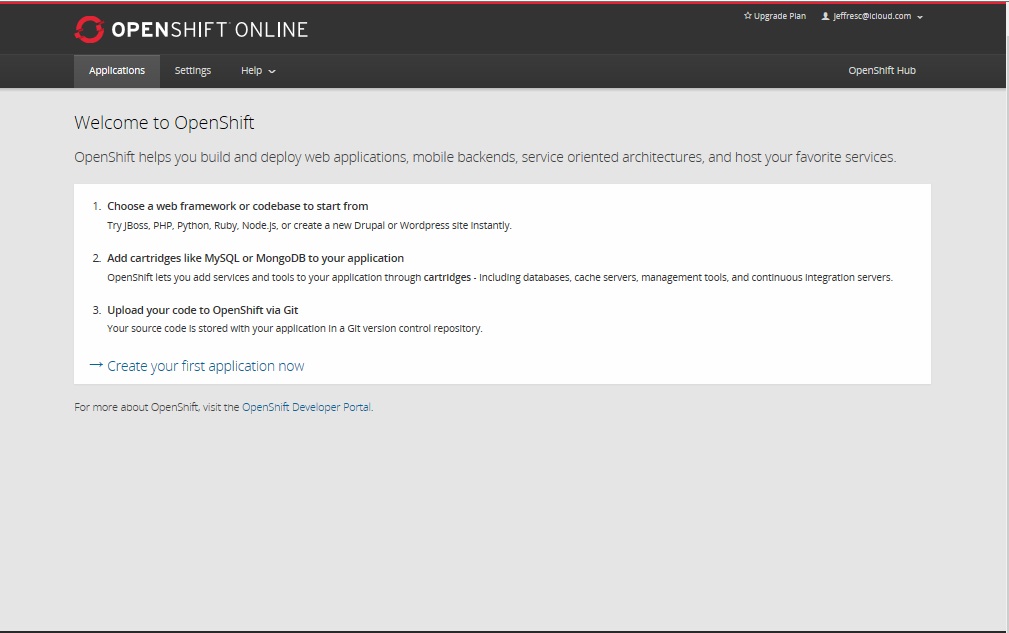 OPENSHIFT ONLINE
Upgrade Plan jeffresc@icloud.com
Applications Settings Help OpenShift Hub
Welcome to OpenShift
OpenShift helps you build and deploy web applications, mobile backends, service oriented architectures, and host your favorite services.
1. Choose a web framework or codebase to start from
Try JBoss, PHP, Python, Ruby, Node.js, or create a new Drupal or Wordpress site instantly.
2. Add cartridges like MySQL or MongoDB to your application
OpenShift lets you add services and tools to your application through cartridges - including databases, cache servers, management tools, and continuous integration servers.
3. Upload your code to OpenShift via Git
Your source code is stored with your application in a Git version control repository.
→ Create your first application now
For more about OpenShift, visit the OpenShift Developer Portal.